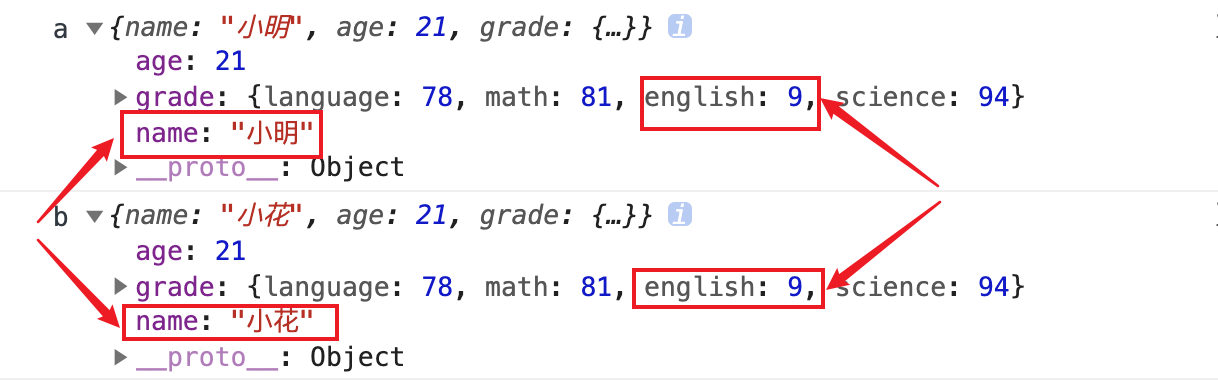 a ▼{name: "小明", age: 21, grade: {…}} i
age: 21
▶ grade: {language: 78, math: 81, english: 9, science: 94}
name: "小明"
▶ __proto__: Object
b ▼{name: "小花", age: 21, grade: {…}} i
age: 21
▶ grade: {language: 78, math: 81, english: 9, science: 94}
name: "小花"
▶ __proto__: Object